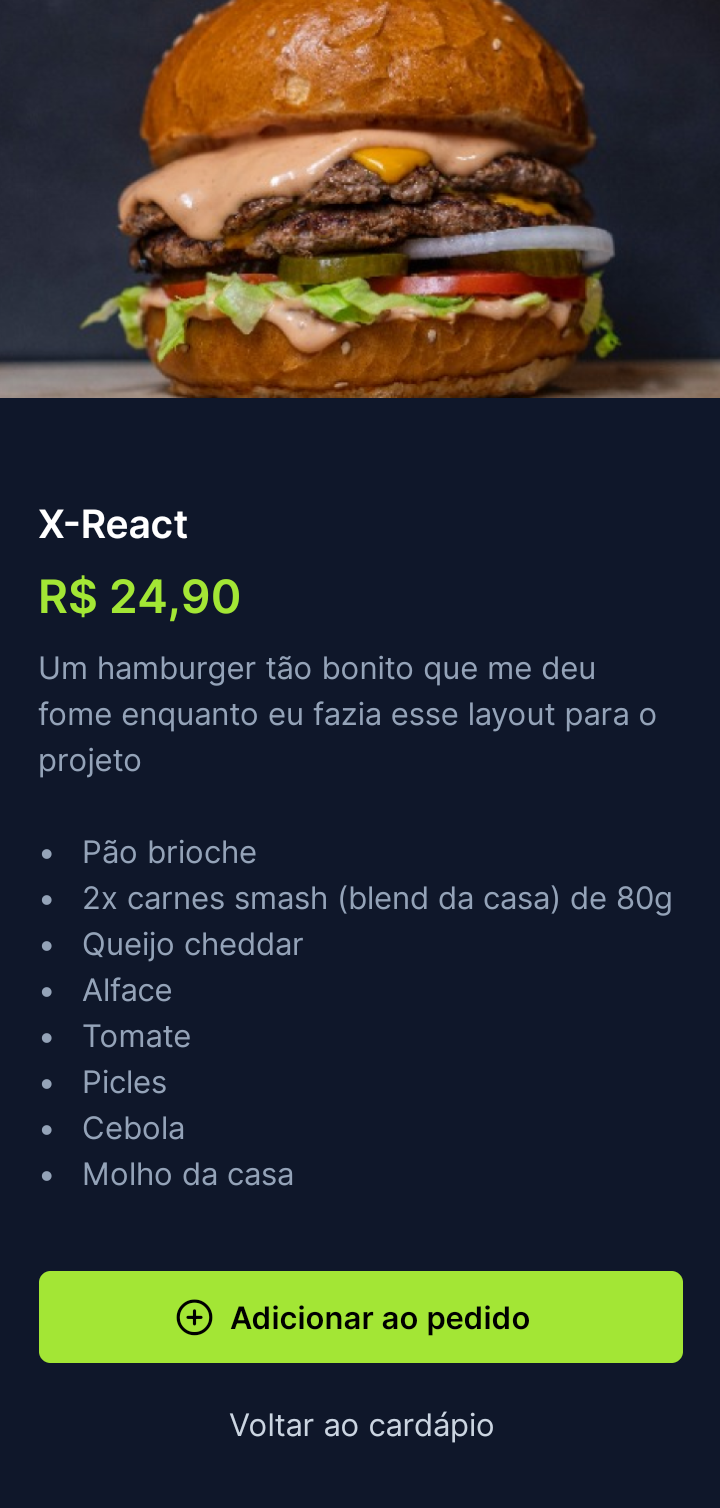 X-React
R$ 24,90
Um hamburger tão bonito que me deu
fome enquanto eu fazia esse layout para o
projeto
• Pão brioche
• 2x carnes smash (blend da casa) de 80g
• Queijo cheddar
• Alface
• Tomate
• Picles
• Cebola
• Molho da casa
Adicionar ao pedido
Voltar ao cardápio